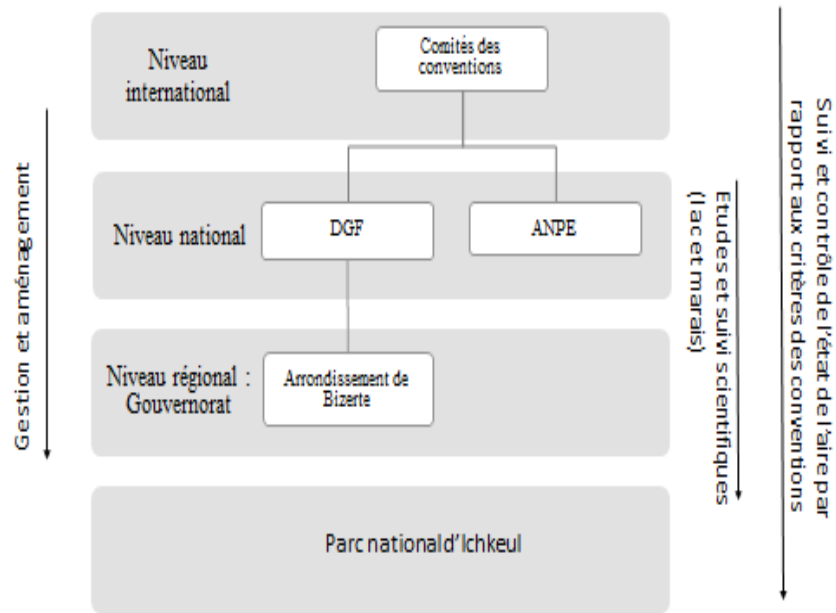 Niveau
international
Comités des
conventions
Niveau national
DGF
ANPE
Niveau régional :
Gouvernorat
Arrondissement de
Bizerte
Parc national d'Ichkeul
Gestion et aménagement
Etudes et suivi scientifiques
(lac et marais)
Suivi et contrôle de l'état de l'aire par
rapport aux critères des conventions